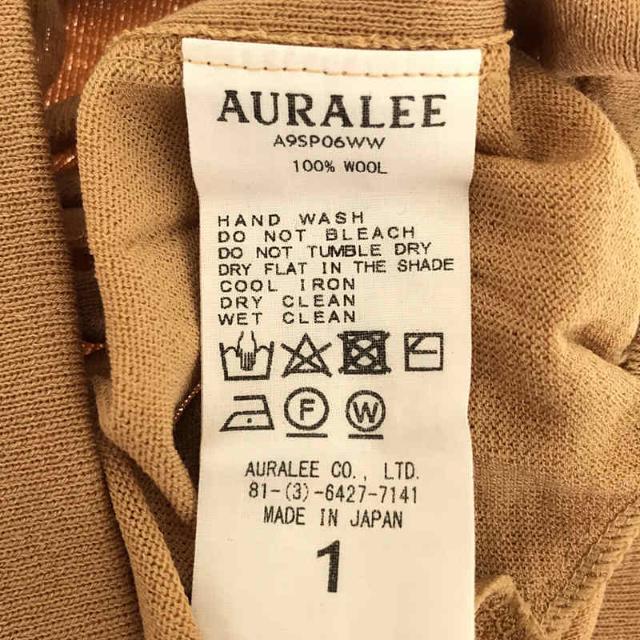 AURALEE
A9SP06WW
100% WOOL
HAND WASH
DO NOT BLEACH
DO NOT TUMBLE DRY
DRY FLAT IN THE SHADE
COOL IRON
DRY CLEAN
WET CLEAN
F W
AURALEE CO., LTD.
81-(3)-6427-7141
MADE IN JAPAN
1